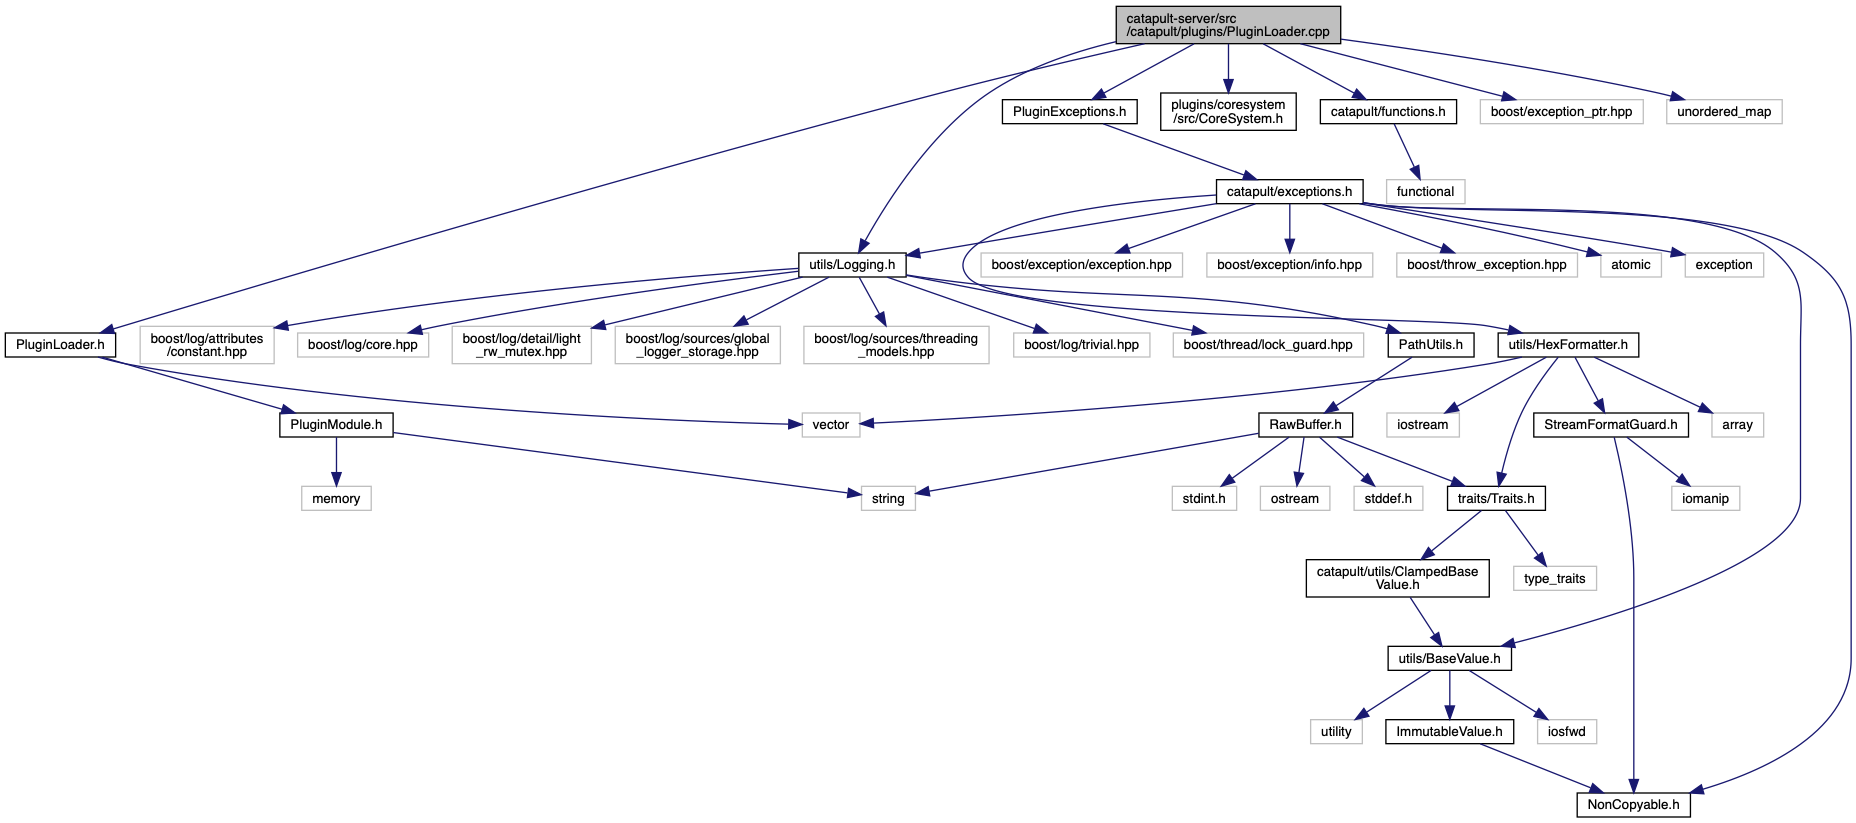 catapult-server/src
/catapult/plugins/PluginLoader.cpp
PluginExceptions.h
plugins/coresystem
/src/CoreSystem.h
catapult/functions.h
boost/exception_ptr.hpp
unordered_map
catapult/exceptions.h
functional
utils/Logging.h
boost/exception/exception.hpp
boost/exception/info.hpp
boost/throw_exception.hpp
atomic
exception
PluginLoader.h
boost/log/attributes
/constant.hpp
boost/log/core.hpp
boost/log/detail/light
_rw_mutex.hpp
boost/log/sources/global
_logger_storage.hpp
boost/log/sources/threading
_models.hpp
boost/log/trivial.hpp
boost/thread/lock_guard.hpp
PathUtils.h
utils/HexFormatter.h
PluginModule.h
vector
RawBuffer.h
iostream
StreamFormatGuard.h
array
memory
string
stdint.h
ostream
stddef.h
traits/Traits.h
iomanip
catapult/utils/ClampedBase
Value.h
type_traits
utils/BaseValue.h
utility
ImmutableValue.h
iosfwd
NonCopyable.h